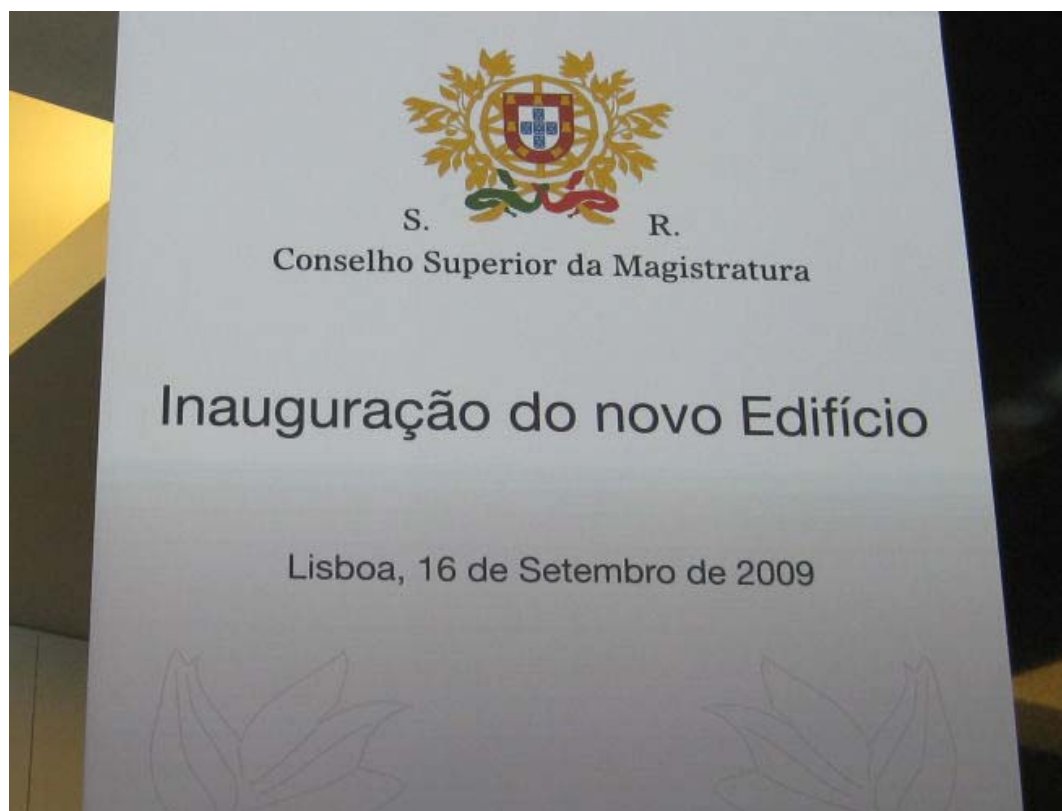 S. R.
Conselho Superior da Magistratura
Inauguração do novo Edifício
Lisboa, 16 de Setembro de 2009